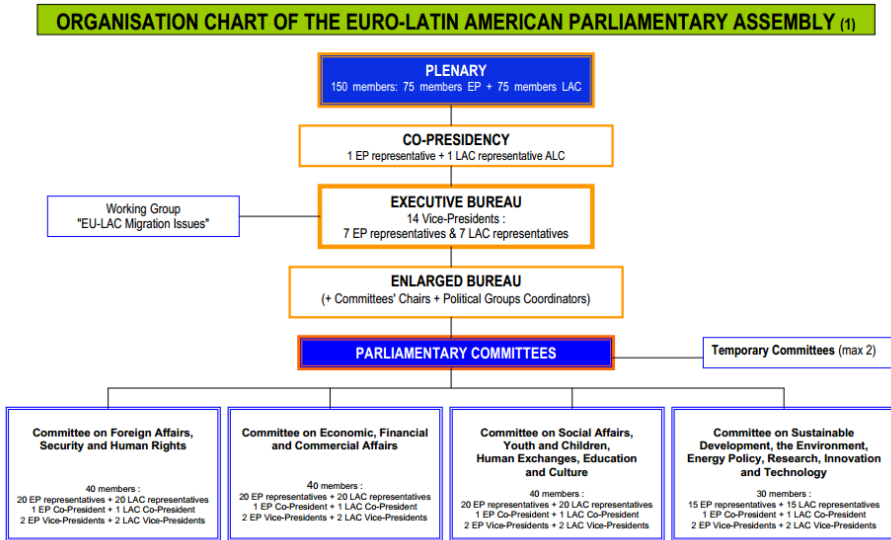 ORGANISATION CHART OF THE EURO-LATIN AMERICAN PARLIAMENTARY ASSEMBLY (1)
PLENARY
150 members: 75 members EP + 75 members LAC
CO-PRESIDENCY
1 EP representative + 1 LAC representative ALC
Working Group
"EU-LAC Migration Issues"
EXECUTIVE BUREAU
14 Vice-Presidents :
7 EP representatives & 7 LAC representatives
ENLARGED BUREAU
(+ Committees' Chairs + Political Groups Coordinators)
PARLIAMENTARY COMMITTEES
Temporary Committees (max 2)
Committee on Foreign Affairs,
Security and Human Rights
40 members :
20 EP representatives + 20 LAC representatives
1 EP Co-President + 1 LAC Co-President
2 EP Vice-Presidents + 2 LAC Vice-Presidents
Committee on Economic, Financial
and Commercial Affairs
40 members :
20 EP representatives + 20 LAC representatives
1 EP Co-President + 1 LAC Co-President
2 EP Vice-Presidents + 2 LAC Vice-Presidents
Committee on Social Affairs,
Youth and Children,
Human Exchanges, Education
and Culture
40 members :
20 EP representatives + 20 LAC representatives
1 EP Co-President + 1 LAC Co-President
2 EP Vice-Presidents + 2 LAC Vice-Presidents
Committee on Sustainable
Development, the Environment,
Energy Policy, Research, Innovation
and Technology
30 members :
15 EP representatives + 15 LAC representatives
1 EP Co-President + 1 LAC Co-President
2 EP Vice-Presidents + 2 LAC Vice-Presidents